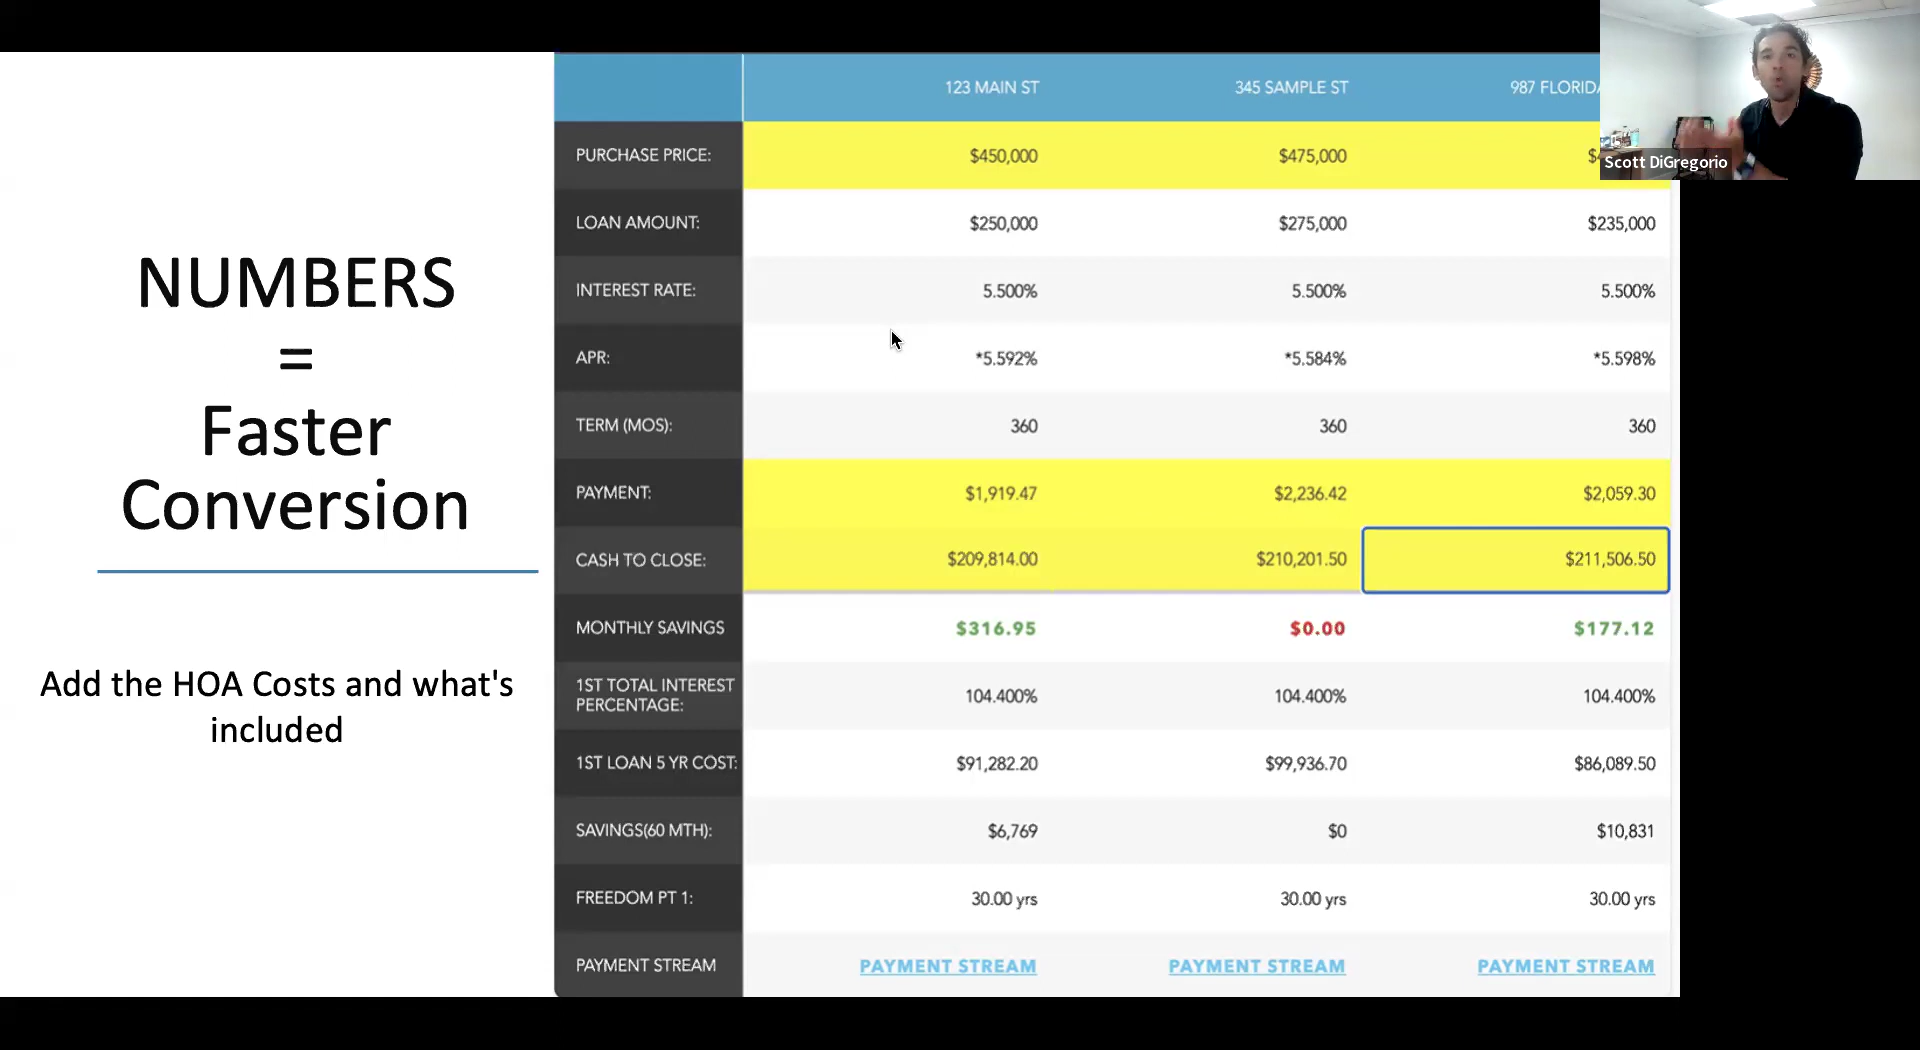 NUMBERS
=
Faster
Conversion
Add the HOA Costs and what's
included
123 MAIN ST 345 SAMPLE ST 987 FLORIDA
PURCHASE PRICE: $450,000 $475,000
LOAN AMOUNT: $250,000 $275,000 $235,000
INTEREST RATE: 5.500% 5.500% 5.500%
APR: *5.592% *5.584% *5.598%
TERM (MOS): 360 360 360
PAYMENT: $1,919.47 $2,236.42 $2,059.30
CASH TO CLOSE: $209,814.00 $210,201.50 $211,506.50
MONTHLY SAVINGS $316.95 $0.00 $177.12
1ST TOTAL INTEREST
PERCENTAGE: 104.400% 104.400% 104.400%
1ST LOAN 5 YR COST: $91,282.20 $99,936.70 $86,089.50
SAVINGS(60 MTH): $6,769 $0 $10,831
FREEDOM PT 1: 30.00 yrs 30.00 yrs 30.00 yrs
PAYMENT STREAM PAYMENT STREAM PAYMENT STREAM PAYMENT STREAM
Scott DiGregorio